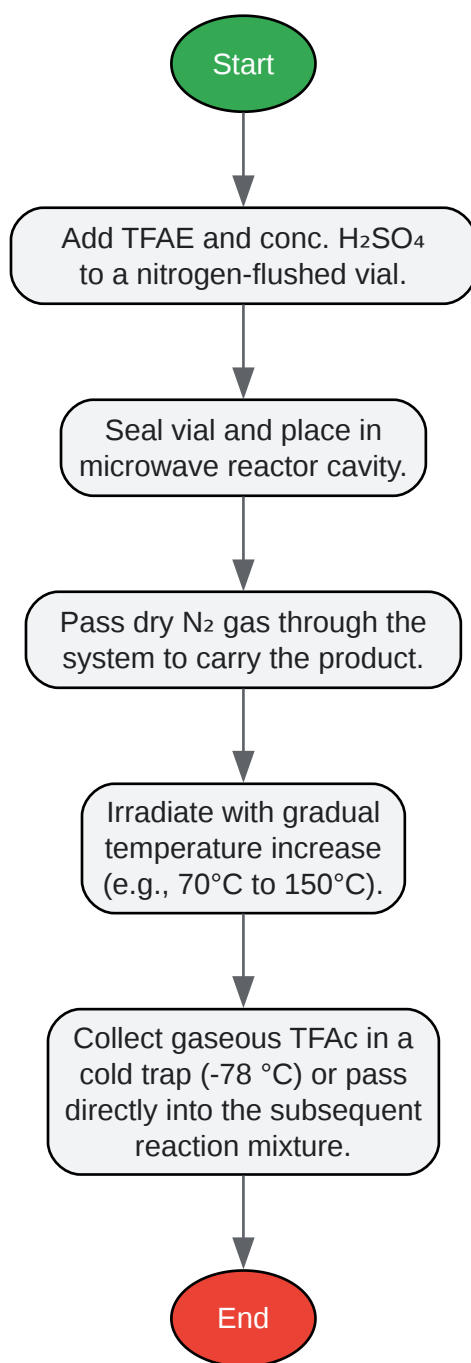 Start
Add TFAE and conc. H₂SO₄
to a nitrogen-flushed vial.
Seal vial and place in
microwave reactor cavity.
Pass dry N₂ gas through the
system to carry the product.
Irradiate with gradual
temperature increase
(e.g., 70°C to 150°C).
Collect gaseous TFAc in a
cold trap (-78 °C) or pass
directly into the subsequent
reaction mixture.
End